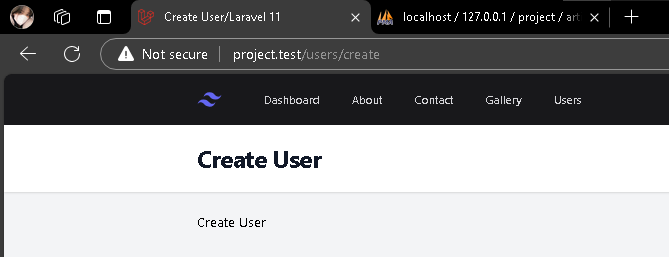 Create User/Laravel 11
localhost / 127.0.0.1 / project / art
Not secure
project.test/users/create
Dashboard
About
Contact
Gallery
Users
Create User
Create User